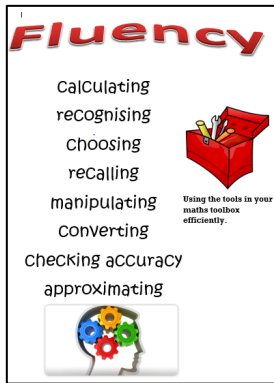 Fluency
calculating
recognising
choosing
recalling
manipulating
converting
checking accuracy
approximating
Using the tools in your
maths toolbox
efficiently.